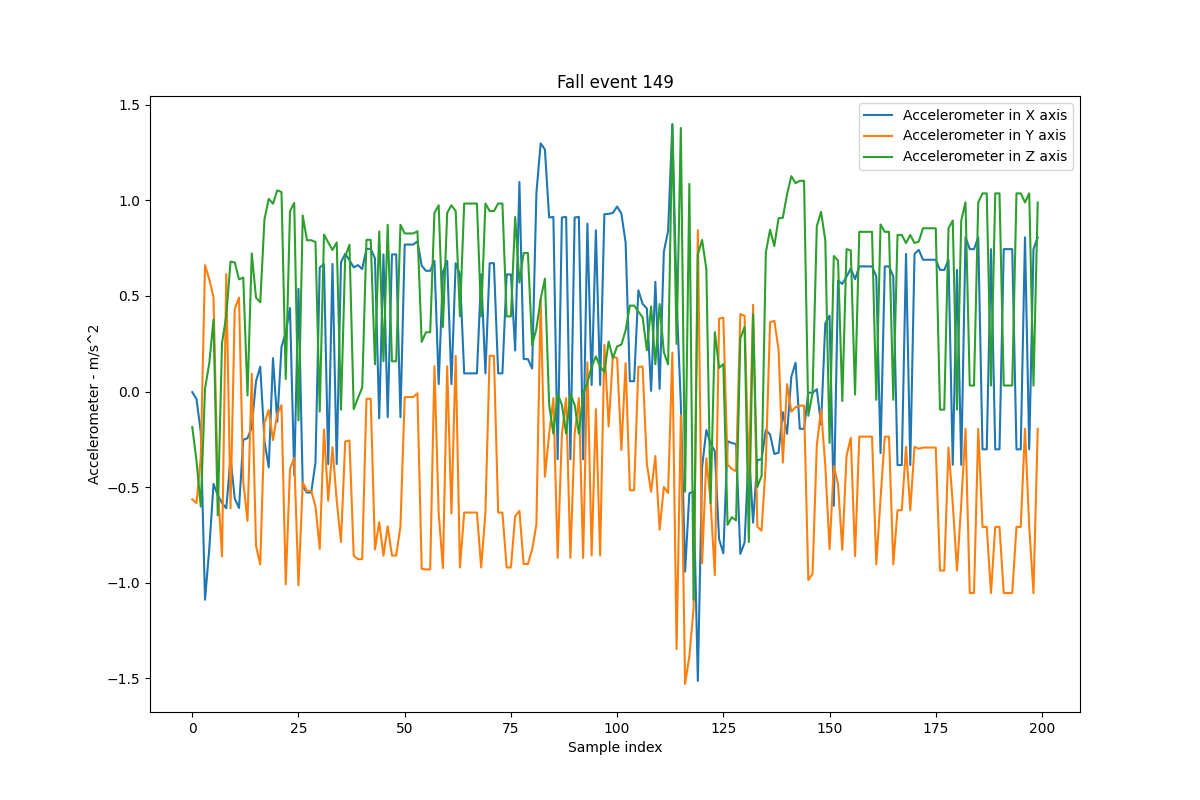 Fall event 149
Accelerometer in X axis
Accelerometer in Y axis
Accelerometer in Z axis
Accelerometer - m/s^2
1.5
1.0
0.5
0.0
−0.5
−1.0
−1.5
0 25 50 75 100 125 150 175 200
Sample index